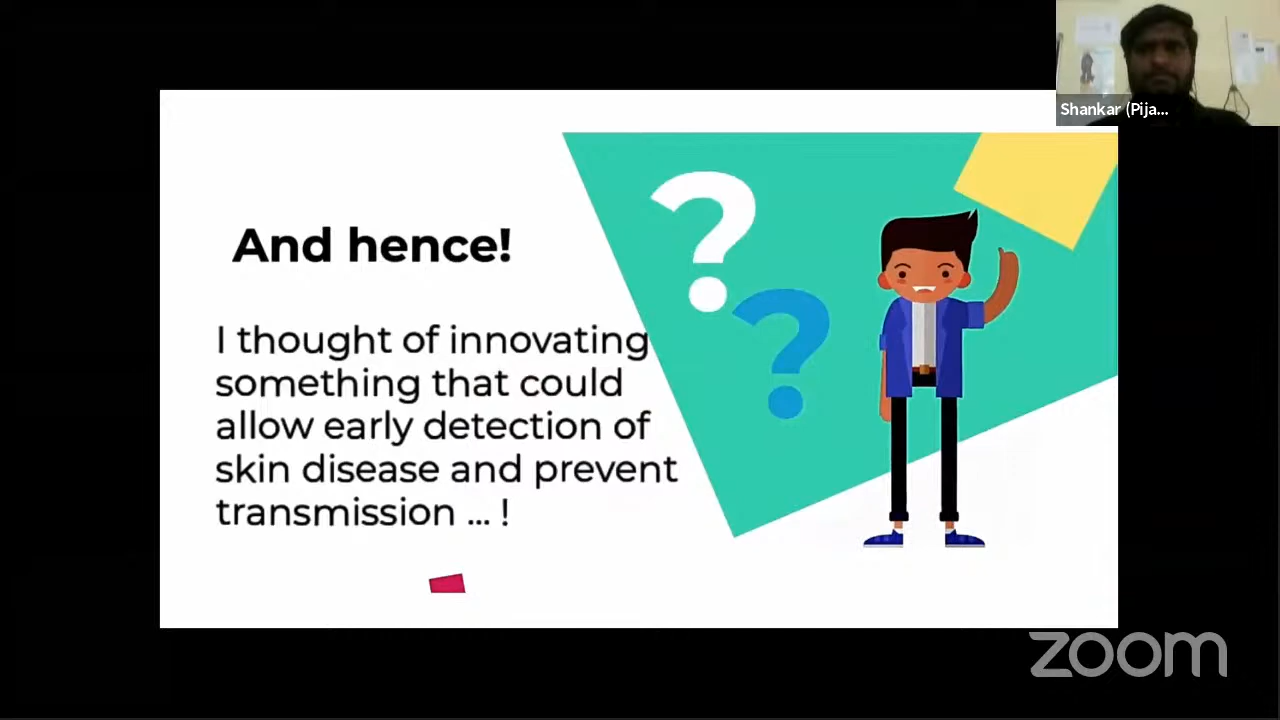 Shankar (Pija...
And hence!
I thought of innovating
something that could
allow early detection of
skin disease and prevent
transmission ... !
?
?
zoom